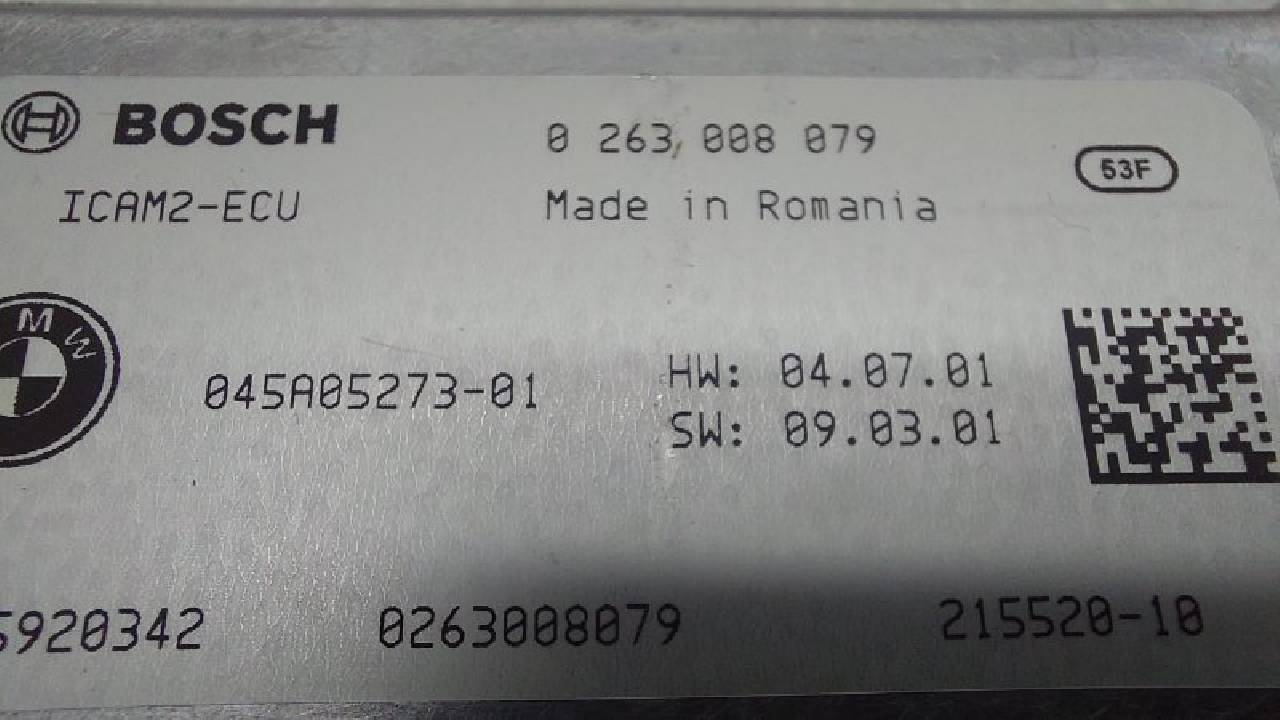 BOSCH
0 263 008 079
53F
ICAM2-ECU
Made in Romania
MW
045A05273-01
HW: 04.07.01
SW: 09.03.01
5920342
0263008079
215520-10